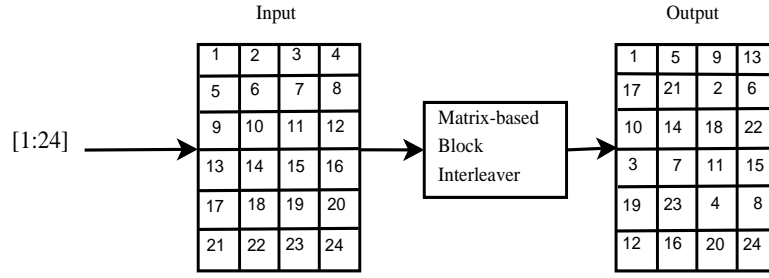 Input
Output
1 2 3 4
5 6 7 8
9 10 11 12
13 14 15 16
17 18 19 20
21 22 23 24
[1:24]
Matrix-based
Block
Interleaver
1 5 9 13
17 21 2 6
10 14 18 22
3 7 11 15
19 23 4 8
12 16 20 24